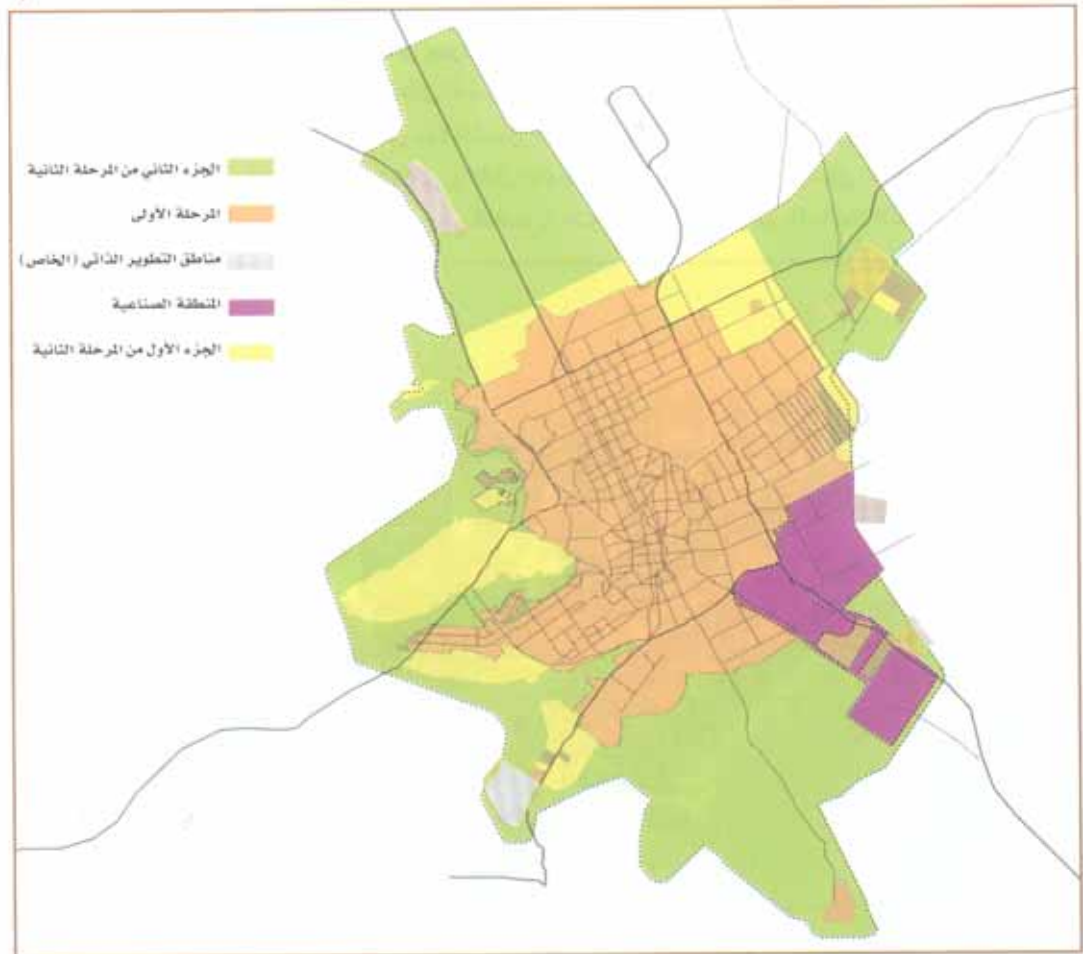 الجزء الثاني من المرحلة الثانية
المرحلة الأولى
مناطق التطوير الذاتي (الخاص)
المنطقة الصناعية
الجزء الأول من المرحلة الثانية